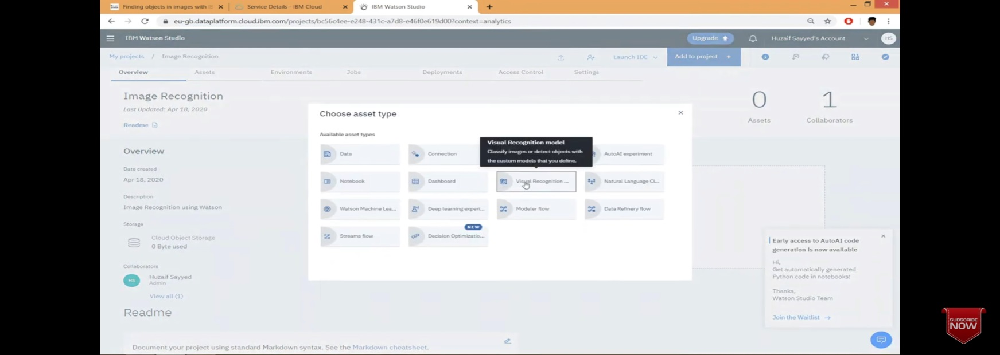 Finding objects in images with IB
Service Details - IBM Cloud
IBM Watson Studio
eu-gb.dataplatform.cloud.ibm.com/projects/bc56c4ee-e248-431c-a7d8-e46f0e619d00?context=analytics
IBM Watson Studio
Upgrade
Huzaif Sayyed's Account
HS
My projects / Image Recognition
Launch IDE
Add to project +
Overview
Assets
Environments
Jobs
Deployments
Access Control
Settings
Image Recognition
Last Updated: Apr 18, 2020
Readme
0
Assets
1
Collaborators
Overview
Date created
Apr 18, 2020
Description
Image Recognition using Watson
Storage
Cloud Object Storage
0 Byte used
Collaborators
HS
Huzaif Sayyed
Admin
View all (1)
Readme
Document your project using standard Markdown syntax. See the Markdown cheatsheet.
Choose asset type
Available asset types
Visual Recognition model
Classify images or detect objects with
the custom models that you define.
Data
Connection
AutoAI experiment
Notebook
Dashboard
Visual Recognition ...
Natural Language Cl...
Watson Machine Lea...
Deep learning experi...
Modeler flow
Data Refinery flow
NEW
Streams flow
Decision Optimizatio...
Early access to AutoAI code
generation is now available
Hi,
Get automatically generated
Python code in notebooks!
Thanks,
Watson Studio Team
Join the Waitlist →
SUBSCRIBE
NOW